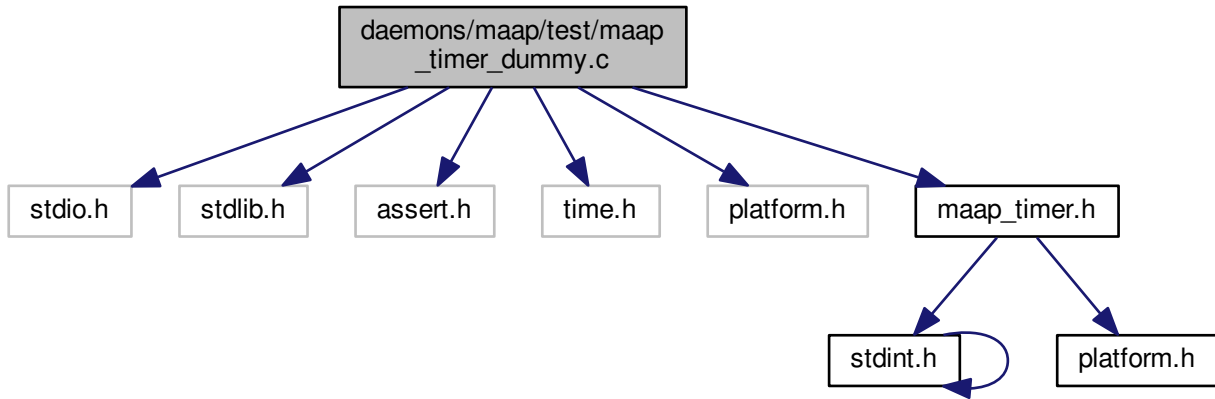 daemons/maap/test/maap
_timer_dummy.c
stdio.h
stdlib.h
assert.h
time.h
platform.h
maap_timer.h
stdint.h
platform.h